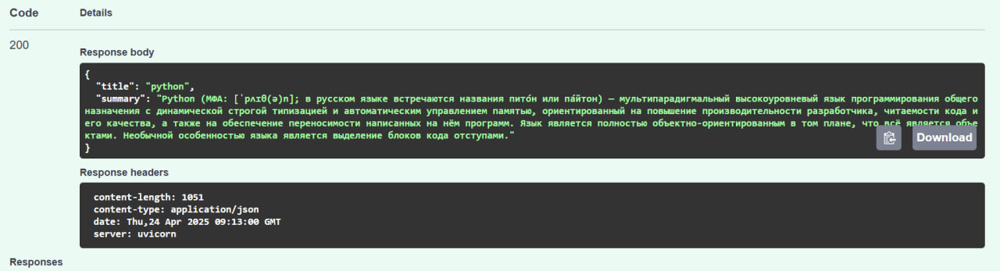 Code Details
200
Response body
{
"title": "python",
"summary": "Python (МФА: [ˈpʌɪθ(ə)n]; в русском языке встречаются названия пито́н или па́йтон) — мультипарадигмальный высокоуровневый язык программирования общего
назначения с динамической строгой типизацией и автоматическим управлением памятью, ориентированный на повышение производительности разработчика, читаемости кода и
его качества, а также на обеспечение переносимости написанных на нём программ. Язык является полностью объектно-ориентированным в том плане, что всё является объе
ктами. Необычной особенностью языка является выделение блоков кода отступами."
}
Download
Response headers
content-length: 1051
content-type: application/json
date: Thu,24 Apr 2025 09:13:00 GMT
server: uvicorn
Responses